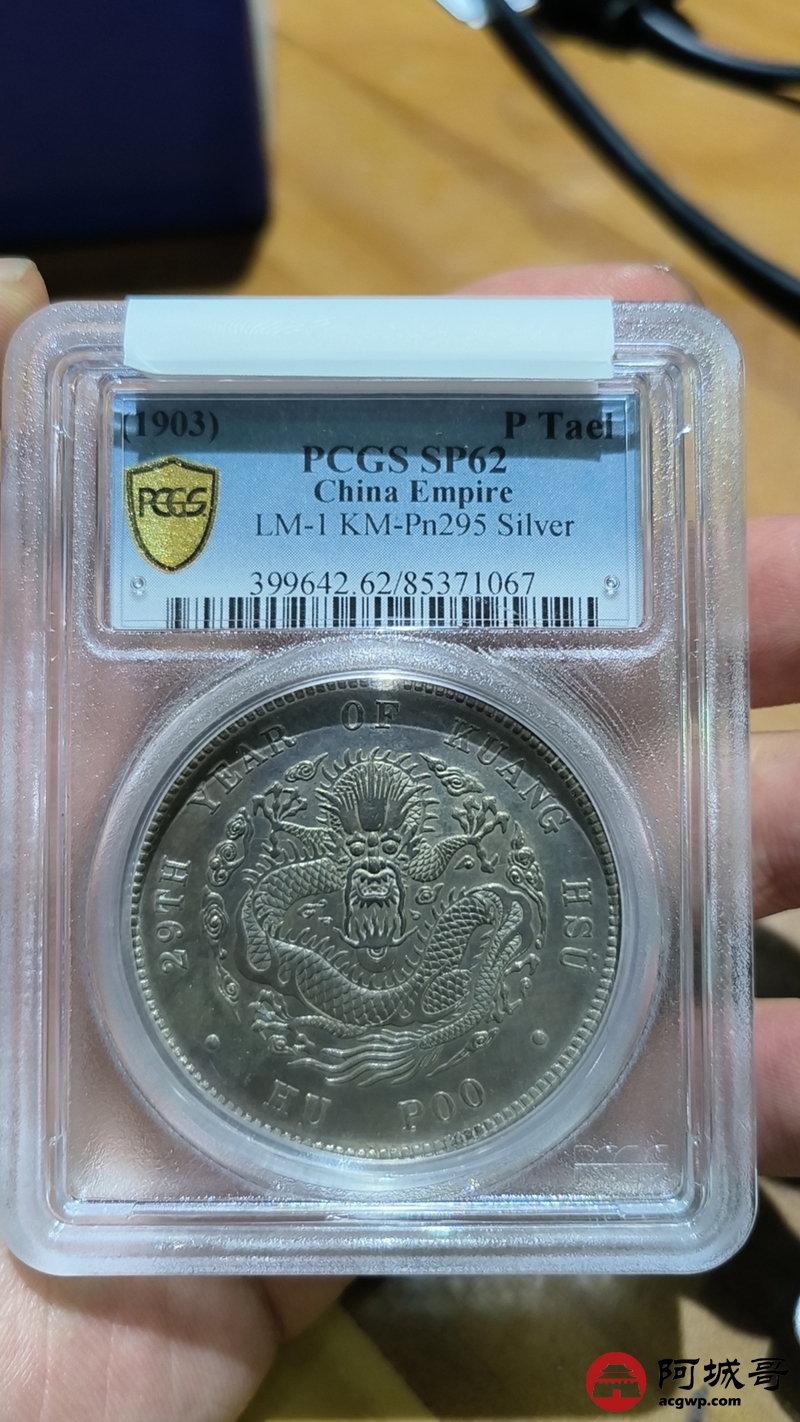 (1903) P Tael
PCGS SP62
China Empire
LM-1 KM-Pn295 Silver
399642.62/85371067
PCGS
29TH YEAR OF KUANG HSÜ
HU POO
PCGS
阿城哥
acgwp.com